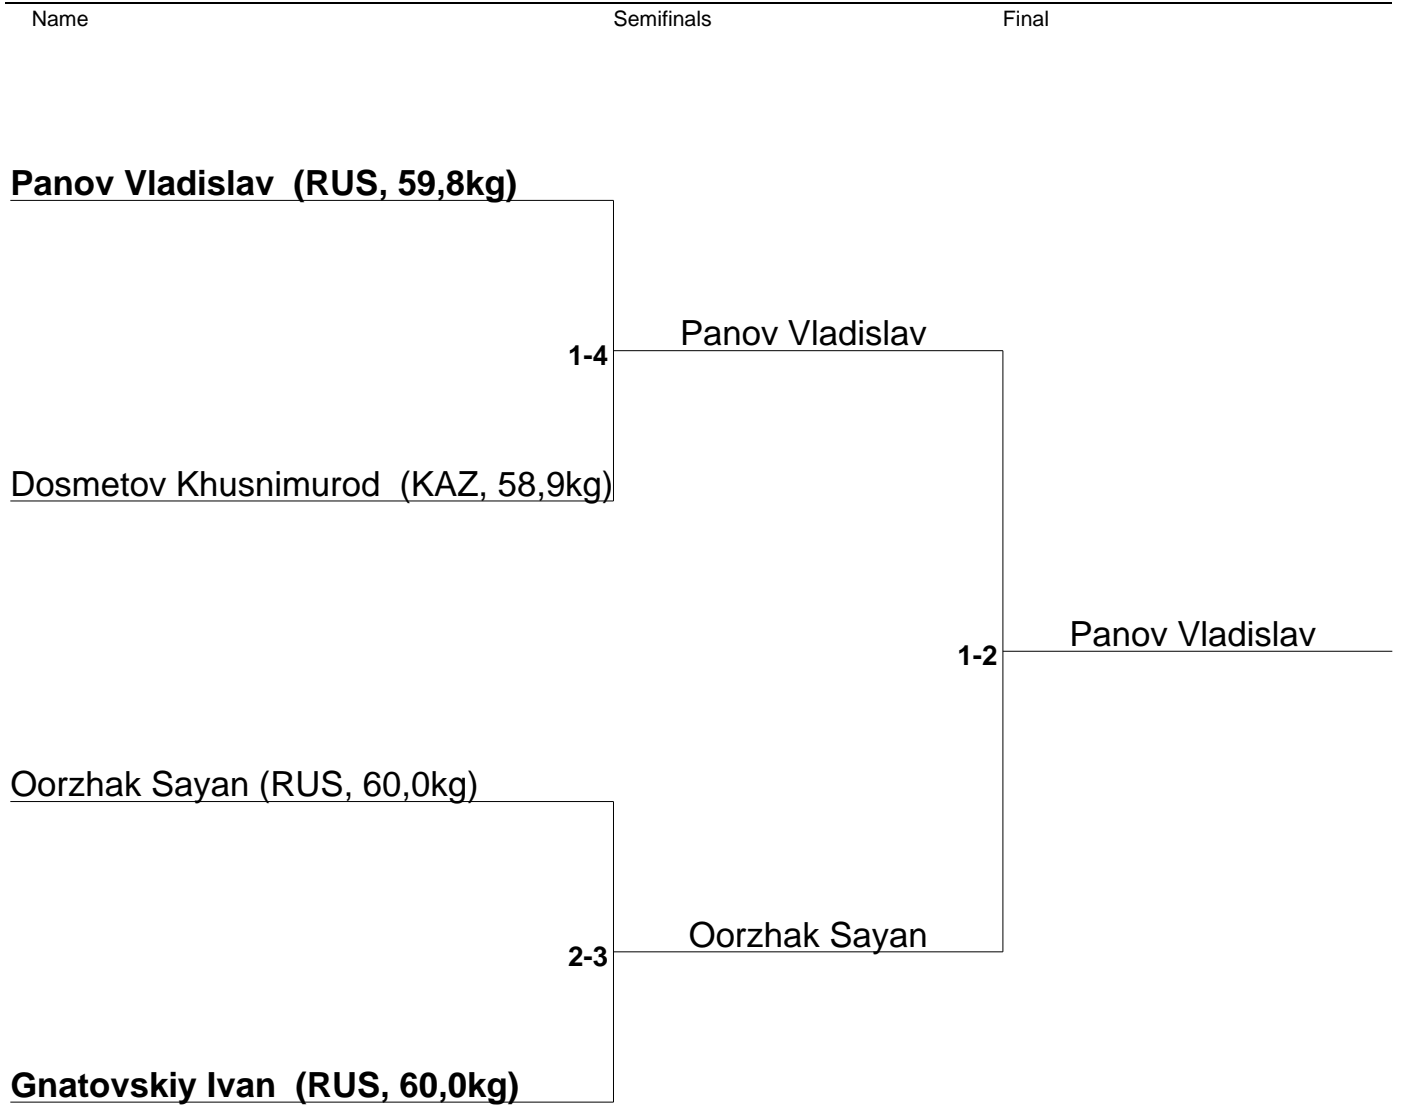 Name Semifinals Final
Panov Vladislav (RUS, 59,8kg)
Panov Vladislav
1-4
Dosmetov Khusnimurod (KAZ, 58,9kg)
Panov Vladislav
1-2
Oorzhak Sayan (RUS, 60,0kg)
Oorzhak Sayan
2-3
Gnatovskiy Ivan (RUS, 60,0kg)